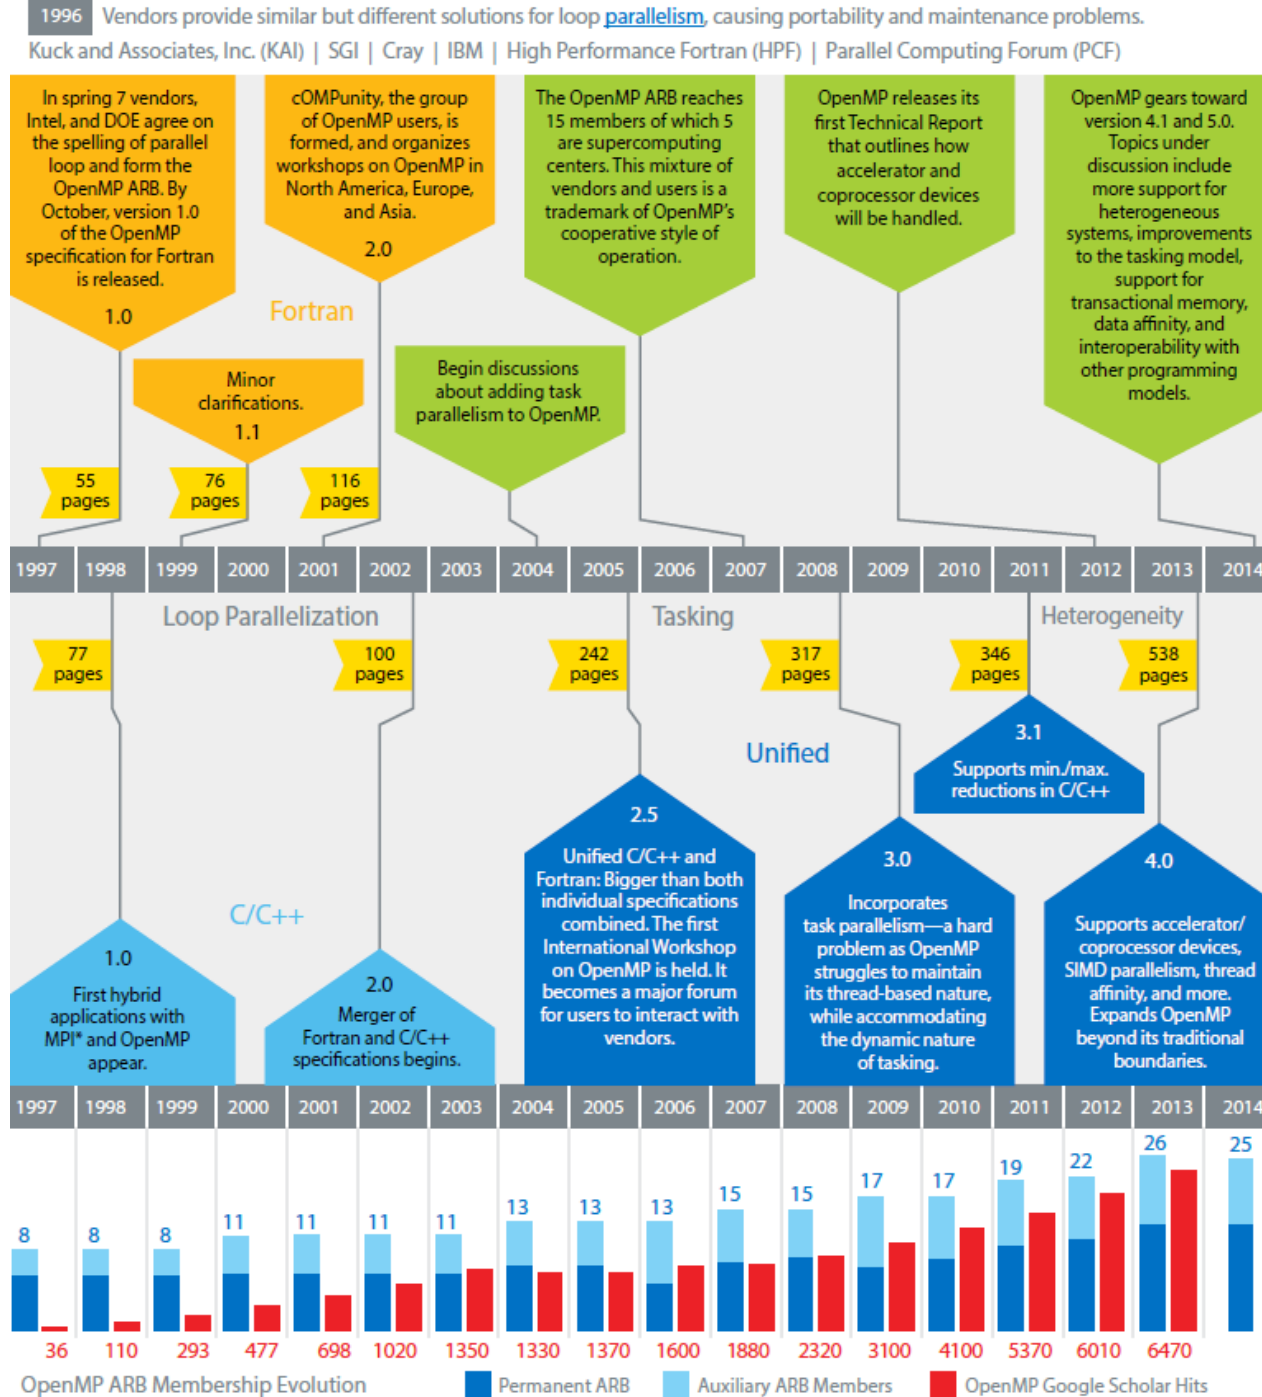 1996 Vendors provide similar but different solutions for loop parallelism, causing portability and maintenance problems.
Kuck and Associates, Inc. (KAI) | SGI | Cray | IBM | High Performance Fortran (HPF) | Parallel Computing Forum (PCF)
In spring 7 vendors,
Intel, and DOE agree on
the spelling of parallel
loop and form the
OpenMP ARB. By
October, version 1.0
of the OpenMP
specification for Fortran
is released.
1.0
cOMPunity, the group
of OpenMP users, is
formed, and organizes
workshops on OpenMP in
North America, Europe,
and Asia.
2.0
The OpenMP ARB reaches
15 members of which 5
are supercomputing
centers. This mixture of
vendors and users is a
trademark of OpenMP's
cooperative style of
operation.
OpenMP releases its
first Technical Report
that outlines how
accelerator and
coprocessor devices
will be handled.
OpenMP gears toward
version 4.1 and 5.0.
Topics under
discussion include
more support for
heterogeneous
systems, improvements
to the tasking model,
support for
transactional memory,
data affinity, and
interoperability with
other programming
models.
Fortran
Minor
clarifications.
1.1
Begin discussions
about adding task
parallelism to OpenMP.
55
pages
76
pages
116
pages
1997 1998 1999 2000 2001 2002 2003 2004 2005 2006 2007 2008 2009 2010 2011 2012 2013 2014
Loop Parallelization Tasking Heterogeneity
77
pages
100
pages
242
pages
317
pages
346
pages
538
pages
Unified
3.1
Supports min./max.
reductions in C/C++
C/C++
1.0
First hybrid
applications with
MPI* and OpenMP
appear.
2.0
Merger of
Fortran and C/C++
specifications begins.
2.5
Unified C/C++ and
Fortran: Bigger than both
individual specifications
combined. The first
International Workshop
on OpenMP is held. It
becomes a major forum
for users to interact with
vendors.
3.0
Incorporates
task parallelism—a hard
problem as OpenMP
struggles to maintain
its thread-based nature,
while accommodating
the dynamic nature
of tasking.
4.0
Supports accelerator/
coprocessor devices,
SIMD parallelism, thread
affinity, and more.
Expands OpenMP
beyond its traditional
boundaries.
1997 1998 1999 2000 2001 2002 2003 2004 2005 2006 2007 2008 2009 2010 2011 2012 2013 2014
8 8 8 11 11 11 11 13 13 13 15 15 17 17 19 22 26 25
36 110 293 477 698 1020 1350 1330 1370 1600 1880 2320 3100 4100 5370 6010 6470
OpenMP ARB Membership Evolution Permanent ARB Auxiliary ARB Members OpenMP Google Scholar Hits